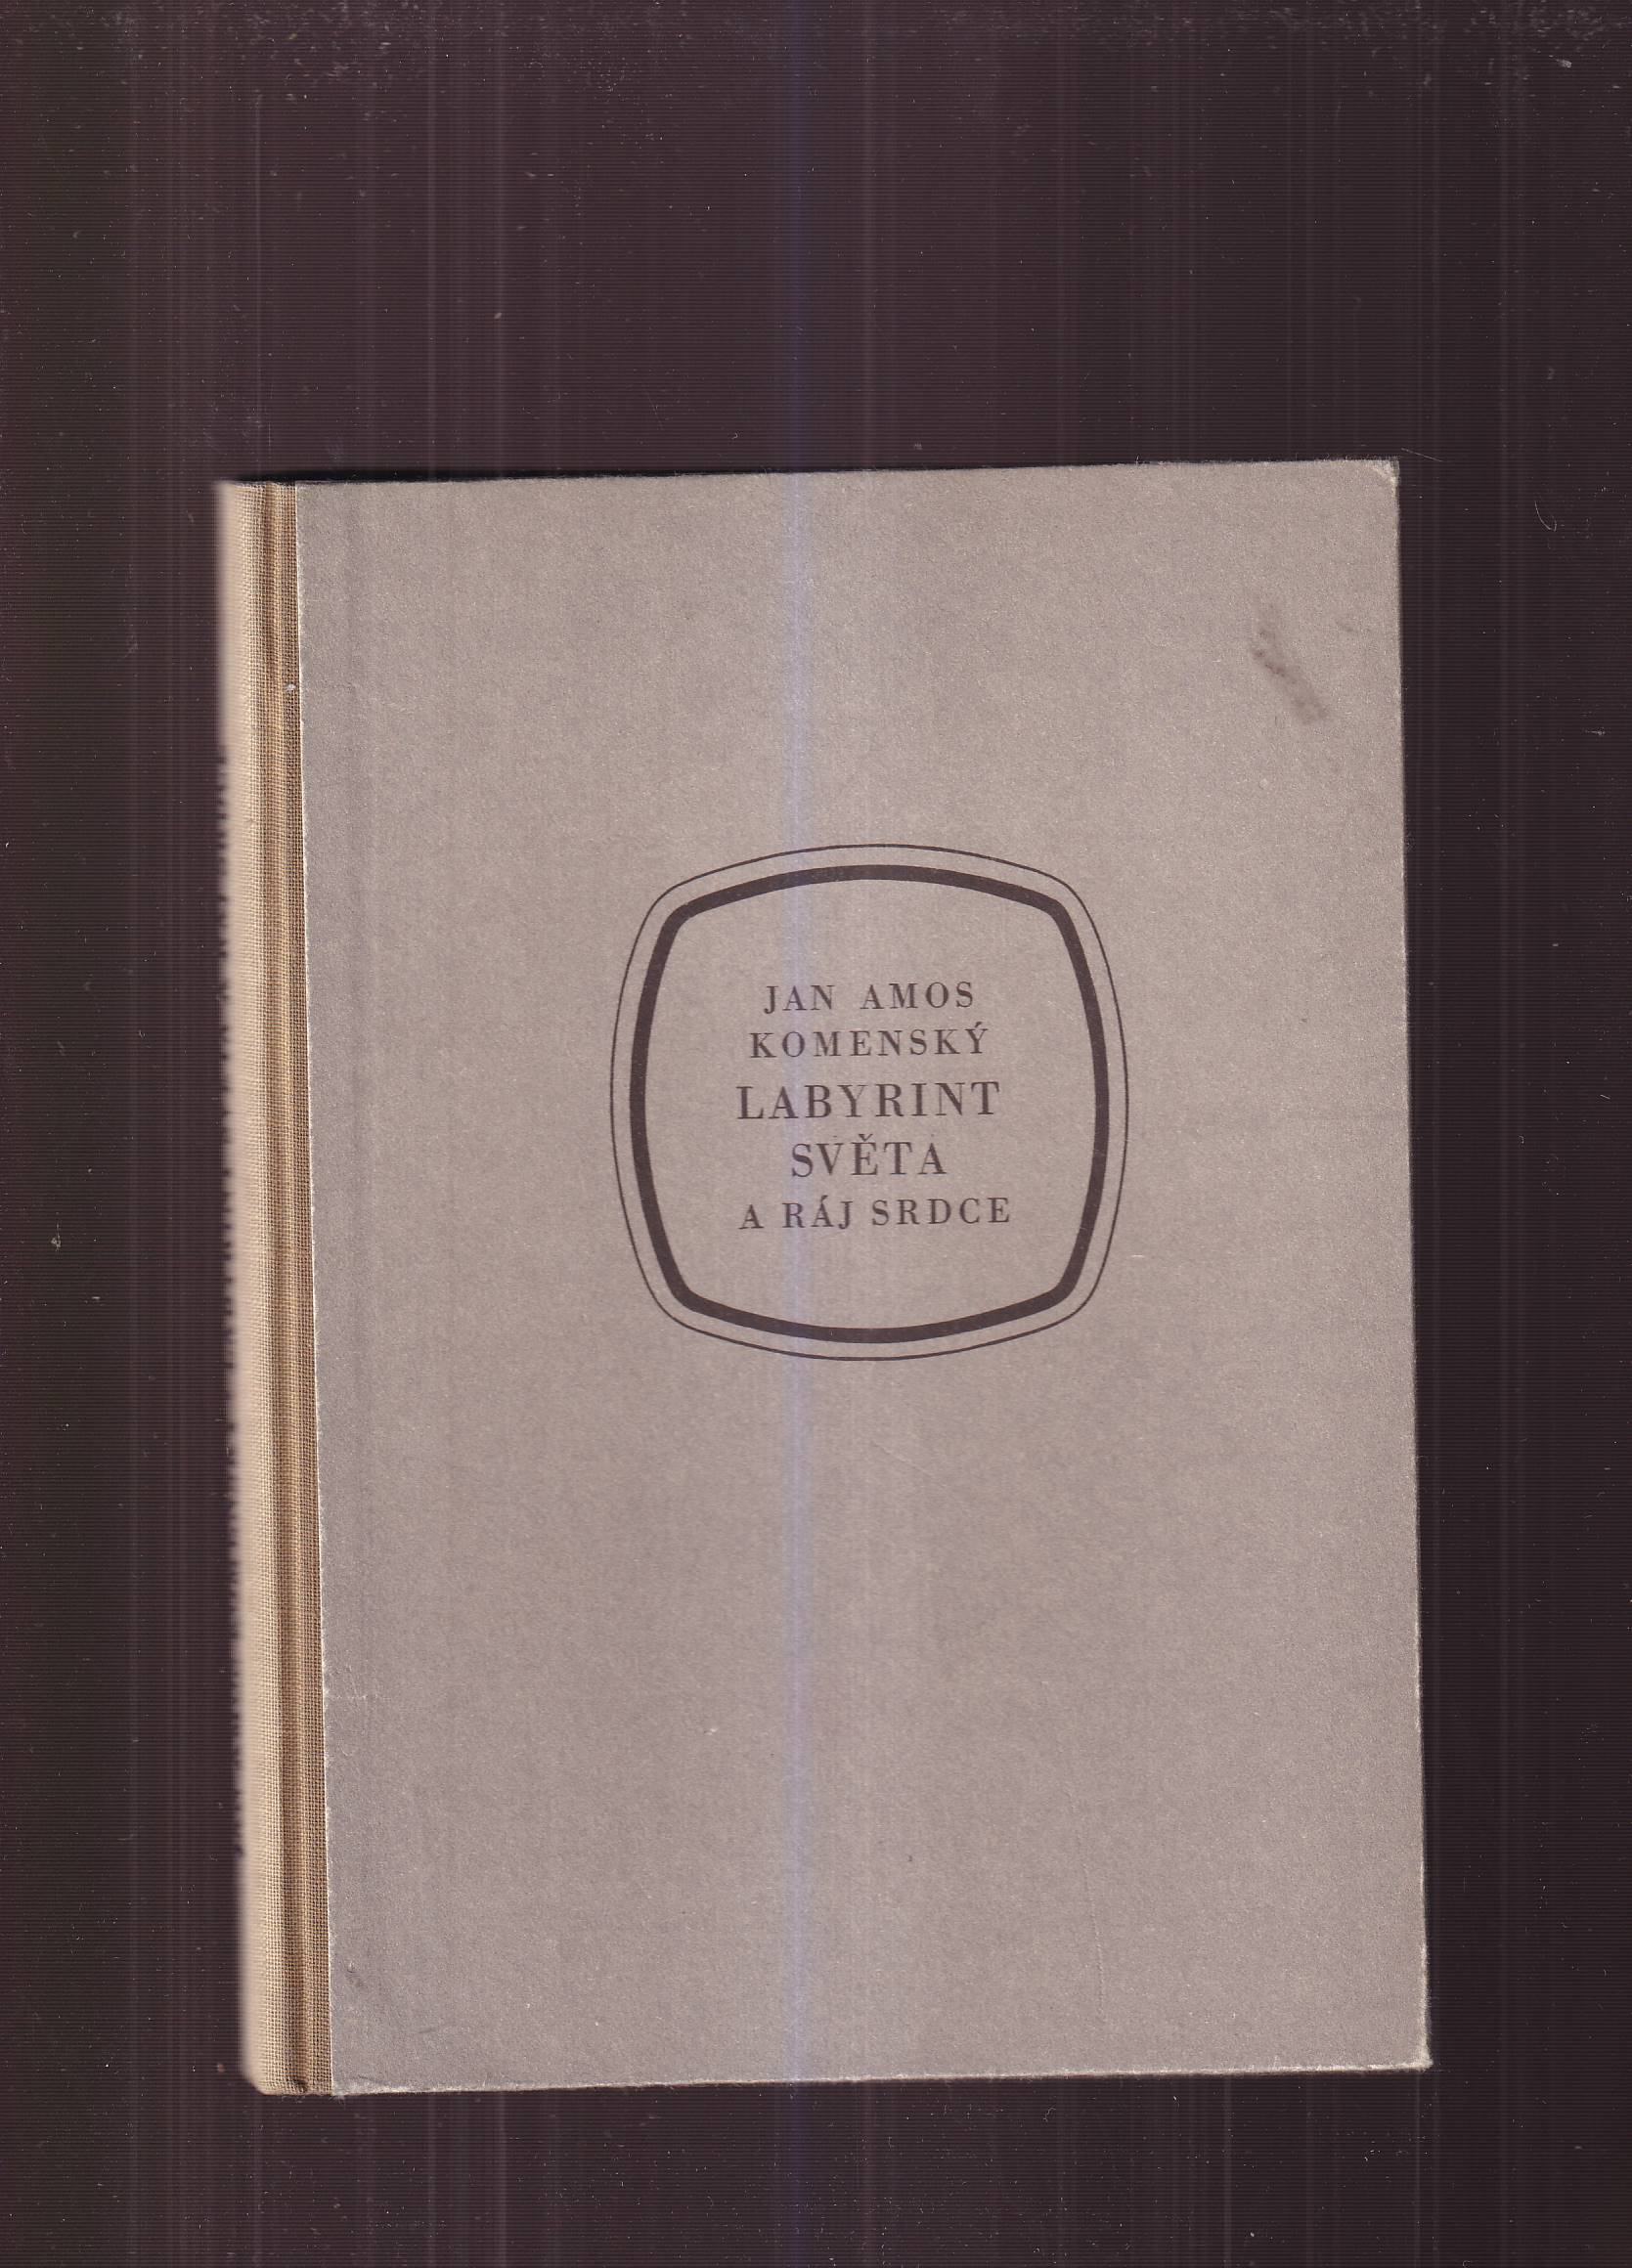 JAN AMOS
KOMENSKÝ
LABYRINT
SVĚTA
A RÁJ SRDCE